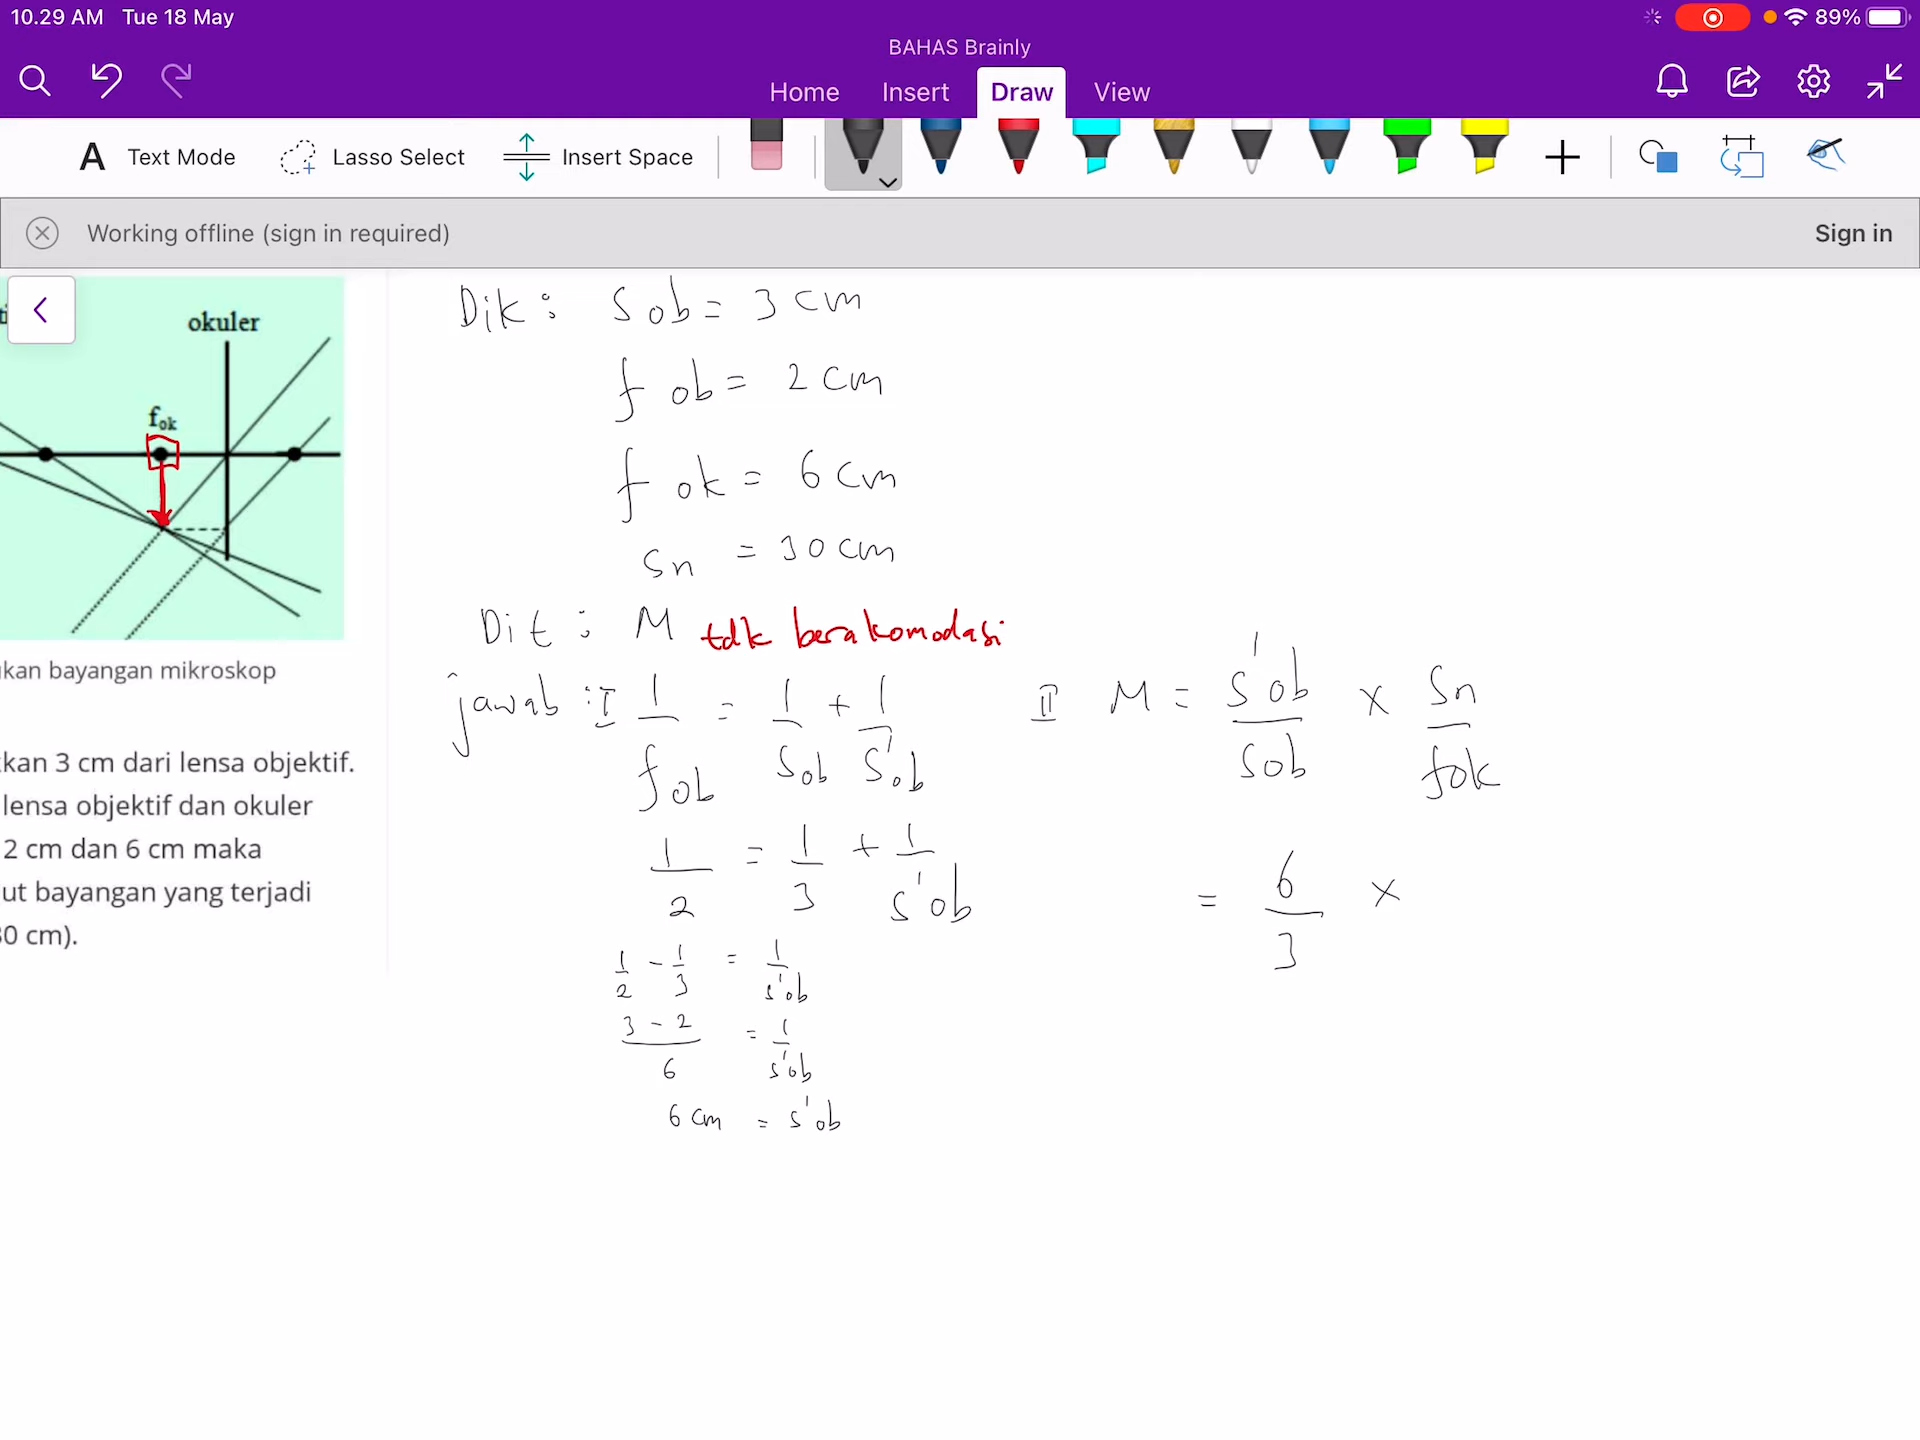 10.29 AM Tue 18 May
89%
BAHAS Brainly
Home Insert Draw View
A Text Mode Lasso Select Insert Space
Working offline (sign in required) Sign in
okuler
fok
kan bayangan mikroskop
kan 3 cm dari lensa objektif.
lensa objektif dan okuler
2 cm dan 6 cm maka
ut bayangan yang terjadi
30 cm).
Dik : Sob = 3 cm
f ob = 2 cm
f ok = 6 cm
Sn = 30 cm
Dit : M tdk berakomodasi
jawab : I 1/fob = 1/Sob + 1/S'ob
1/2 = 1/3 + 1/S'ob
1/2 - 1/3 = 1/S'ob
3 - 2/6 = 1/S'ob
6 cm = S'ob
II M = S'ob/Sob x Sn/fok
= 6/3 x